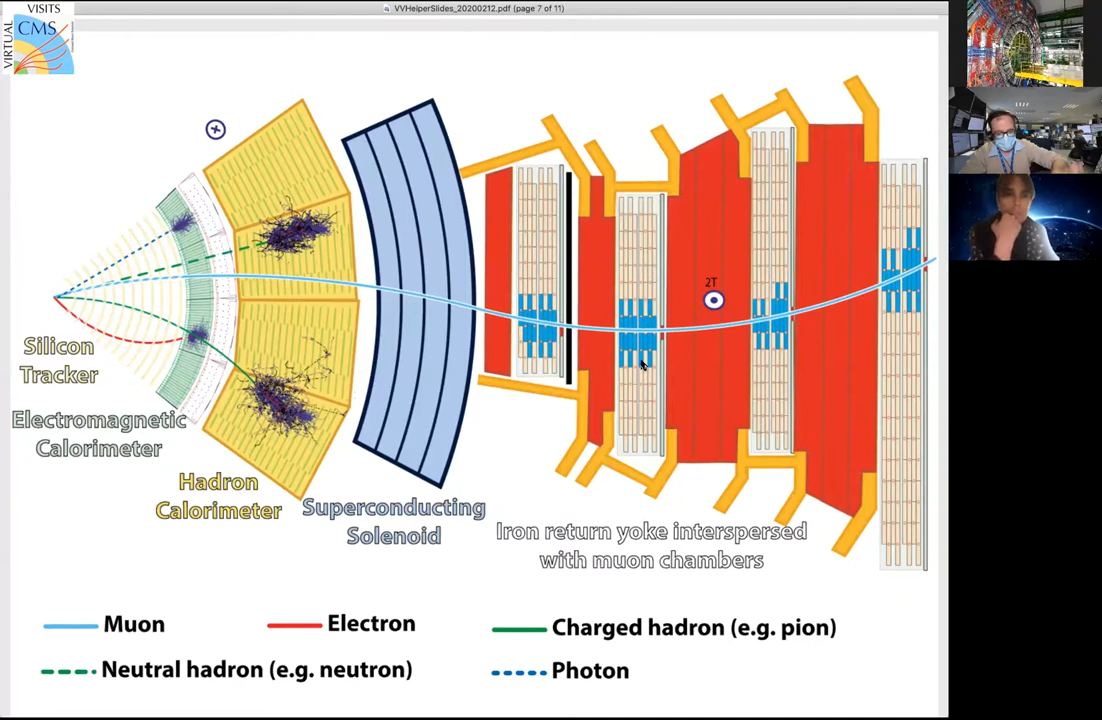 VVHelperSlides_20200212.pdf (page 7 of 11)
VISITS
VIRTUAL
CMS
2T
Silicon
Tracker
Electromagnetic
Calorimeter
Hadron
Calorimeter
Superconducting
Solenoid
Iron return yoke interspersed
with muon chambers
Muon
Electron
Charged hadron (e.g. pion)
Neutral hadron (e.g. neutron)
Photon